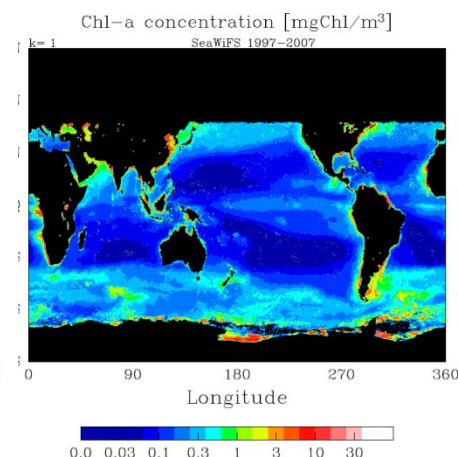 Chl-a concentration [mgChl/m³]
k= 1 SeaWiFS 1997-2007
0 90 180 270 360
Longitude
0.0 0.03 0.1 0.3 1 3 10 30